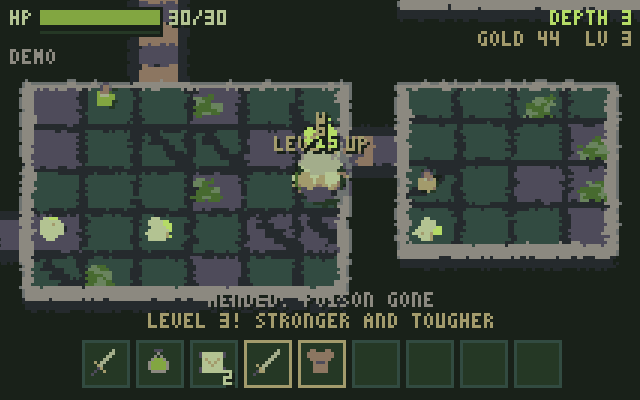 HP 30/30
DEPTH 3
GOLD 44 LV 3
DEMO
LEVEL UP
MENDED. POISON GONE
LEVEL 3! STRONGER AND TOUGHER
2